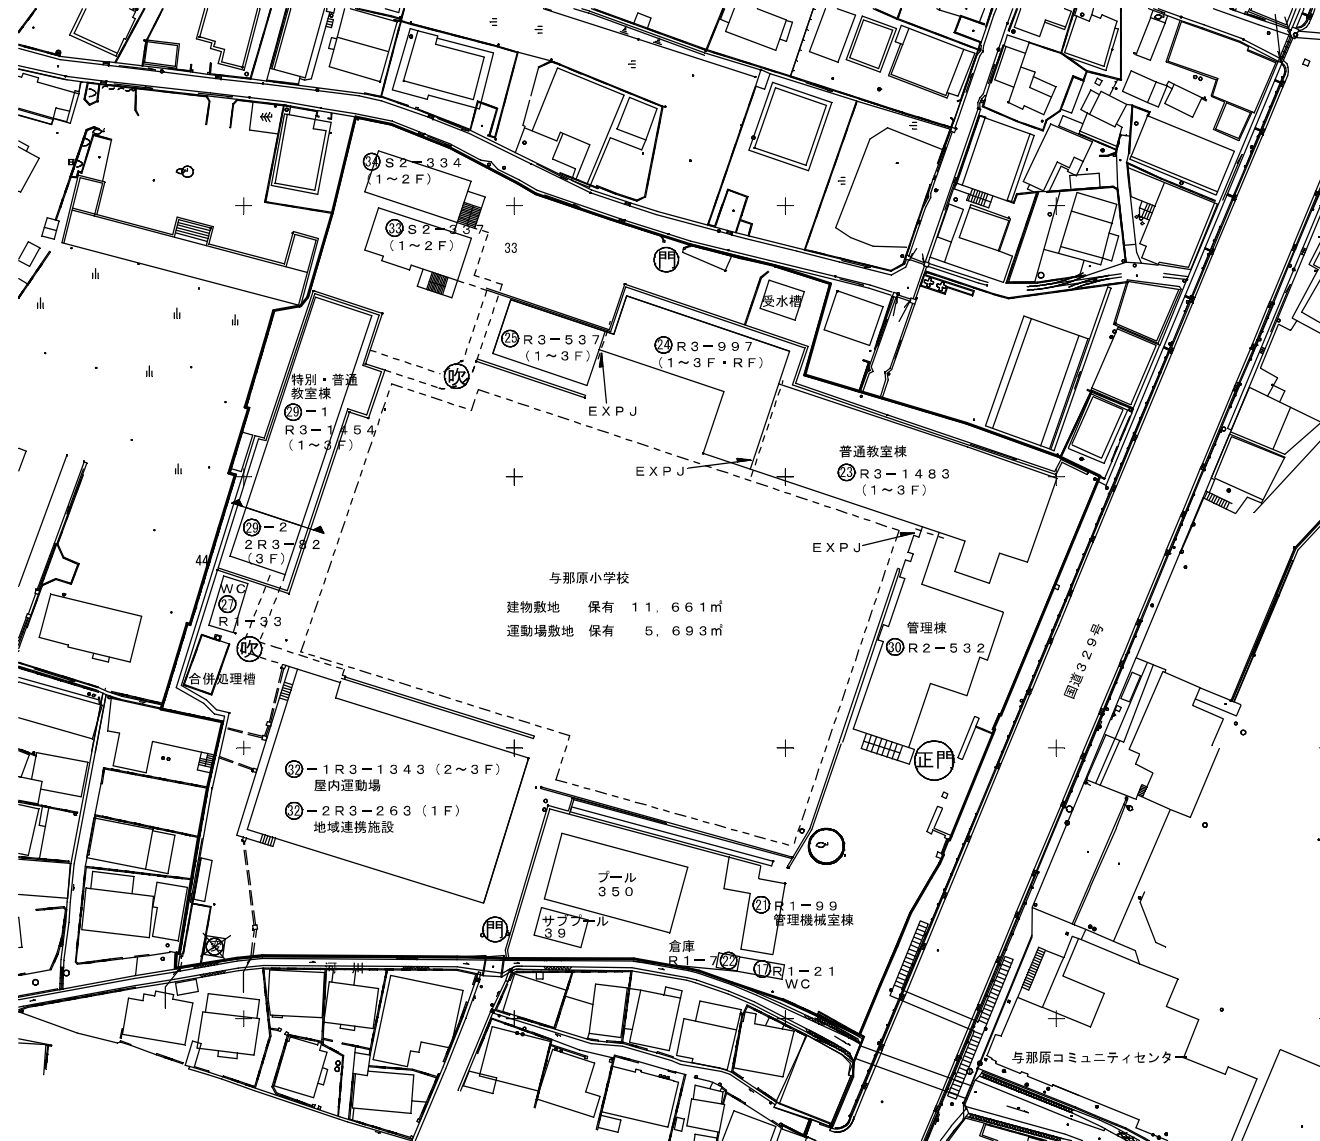 ㉞S2-334
(1~2F)
㉝S2-337
(1~2F)
33
門
受水槽
㉕R3-537
(1~3F)
㉔R3-997
(1~3F・RF)
吹
特別・普通
教室棟
㉙-1
R3-1454
(1~3F)
EXPJ
EXPJ
普通教室棟
㉓R3-1483
(1~3F)
㉙-2
2R3-82
(3F)
EXPJ
44
与那原小学校
建物敷地 保有 11,661㎡
運動場敷地 保有 5,693㎡
WC
㉗
R1-33
管理棟
㉚R2-532
国道329号
吹
合併処理槽
正門
㉜-1R3-1343(2~3F)
屋内運動場
㉜-2R3-263(1F)
地域連携施設
プール
350
㉑R1-99
管理機械室棟
サブプール
39
門
倉庫
R1-7㉒
⑰R1-21
WC
与那原コミュニティセンター